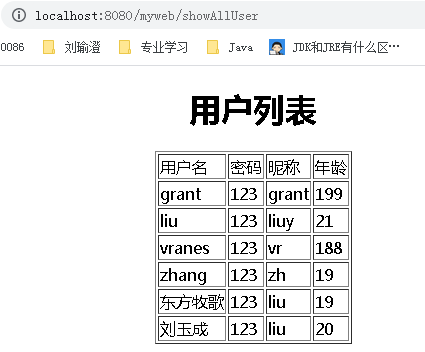 localhost:8080/myweb/showAllUser
0086 刘瑜澄 专业学习 Java JDK和JRE有什么区…
用户列表
用户名 密码 昵称 年龄
grant 123 grant 199
liu 123 liuy 21
vranes 123 vr 188
zhang 123 zh 19
东方牧歌 123 liu 19
刘玉成 123 liu 20